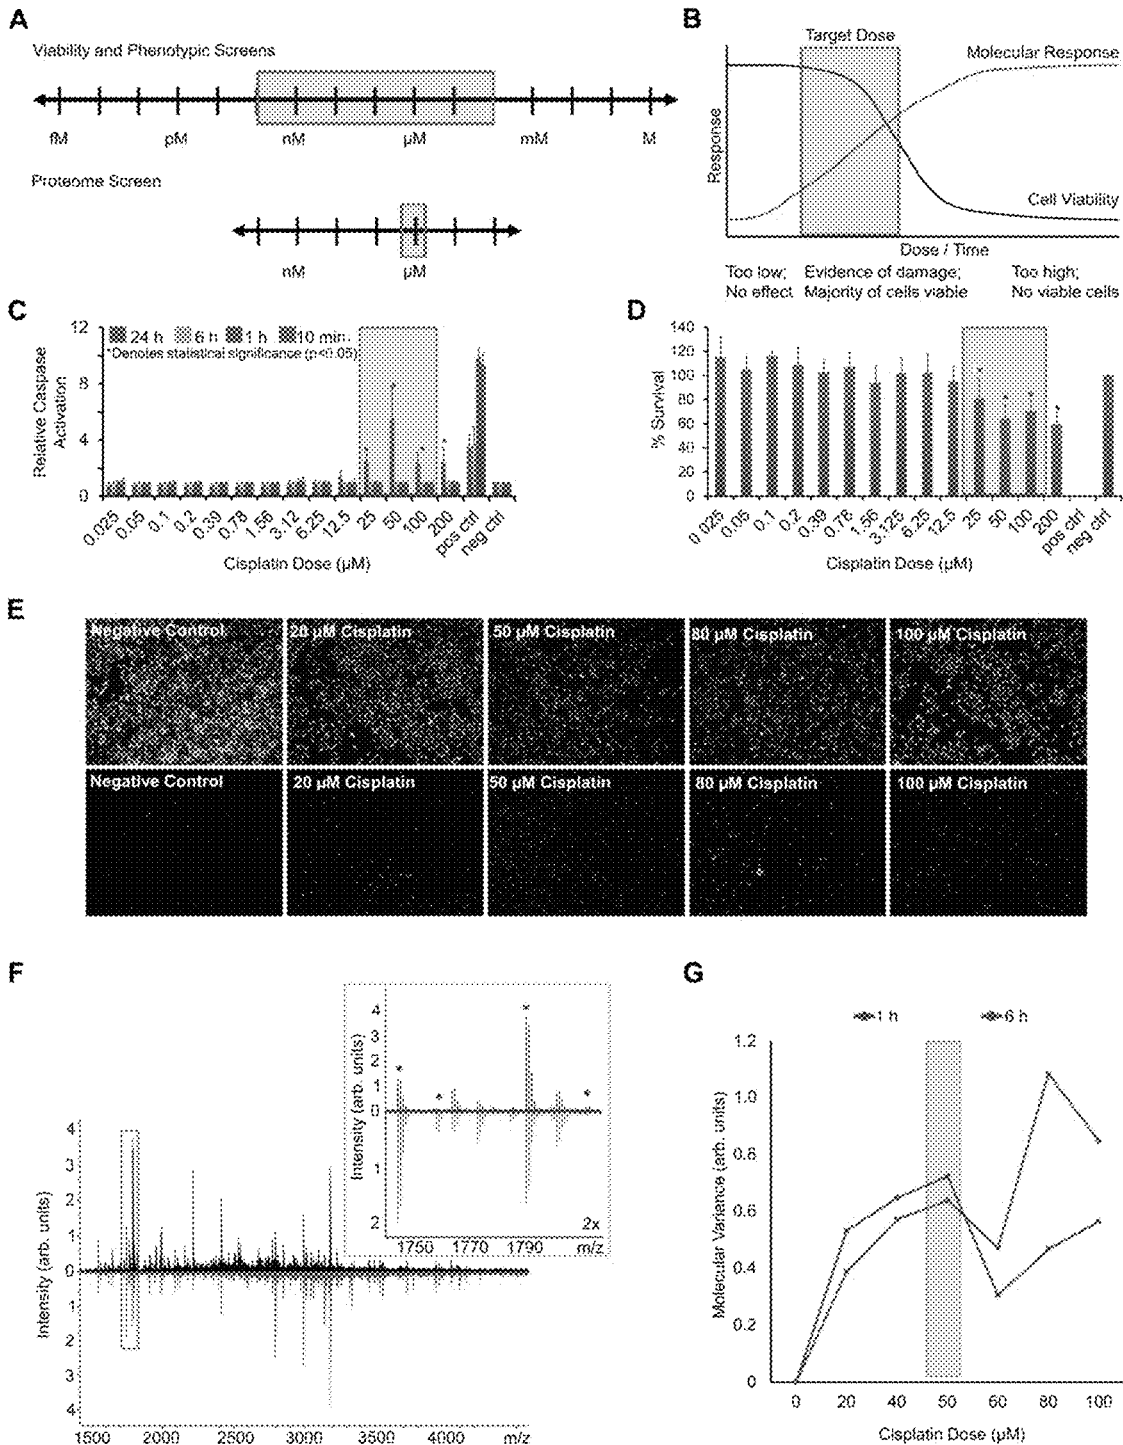 A
Viability and Phenotypic Screens
fM pM nM µM mM M
Proteome Screen
nM µM
B
Target Dose
Molecular Response
Response
Cell Viability
Dose / Time
Too low; Evidence of damage; Too high;
No effect Majority of cells viable No viable cells
C
24 h 6 h 1 h 10 min.
*Denotes statistical significance (p<0.05)
Relative Caspase
Activation
12
8
4
0
0.025 0.05 0.1 0.2 0.39 0.78 1.56 3.12 6.25 12.5 25 50 100 200 pos ctrl neg ctrl
Cisplatin Dose (µM)
D
% Survival
140
120
100
80
60
40
20
0
0.025 0.05 0.1 0.2 0.39 0.78 1.56 3.125 6.25 12.5 25 50 100 200 pos ctrl neg ctrl
Cisplatin Dose (µM)
E
Negative Control 20 µM Cisplatin 50 µM Cisplatin 80 µM Cisplatin 100 µM Cisplatin
Negative Control 20 µM Cisplatin 50 µM Cisplatin 80 µM Cisplatin 100 µM Cisplatin
F
Intensity (arb. units)
4
3
2
1
0
1
2
3
4
1500 2000 2500 3000 3500 4000 m/z
Intensity (arb. units)
4
3
2
1
0
1
2
2x
1750 1770 1790 m/z
G
1 h 6 h
Molecular Variance (arb. units)
1.2
1.0
0.8
0.6
0.4
0.2
0
0 20 40 50 60 80 100
Cisplatin Dose (µM)